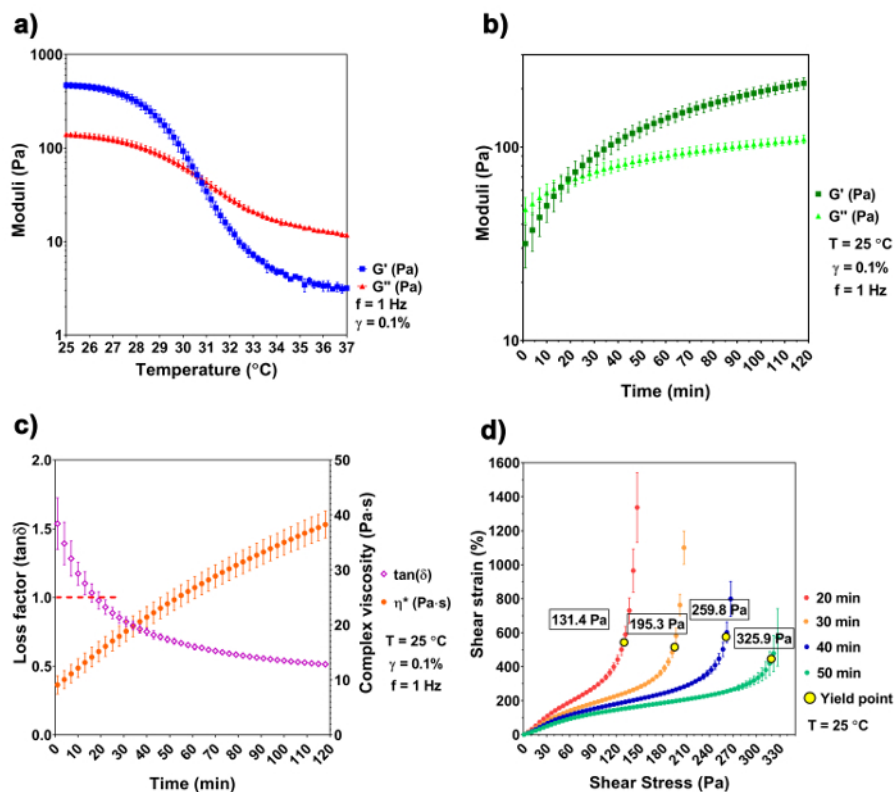 a)
1000
100
10
1
Moduli (Pa)
25 26 27 28 29 30 31 32 33 34 35 36 37
Temperature (°C)
G' (Pa)
G'' (Pa)
f = 1 Hz
γ = 0.1%
b)
100
10
Moduli (Pa)
0 10 20 30 40 50 60 70 80 90 100 110 120
Time (min)
G' (Pa)
G'' (Pa)
T = 25 °C
γ = 0.1%
f = 1 Hz
c)
2.0
1.5
1.0
0.5
0.0
Loss factor (tanδ)
50
40
30
20
10
0
Complex viscosity (Pa·s)
0 10 20 30 40 50 60 70 80 90 100 110 120
Time (min)
tan(δ)
η* (Pa·s)
T = 25 °C
γ = 0.1%
f = 1 Hz
d)
1600
1400
1200
1000
800
600
400
200
0
Shear strain (%)
131.4 Pa
195.3 Pa
259.8 Pa
325.9 Pa
0 30 60 90 120 150 180 210 240 270 300 330
Shear Stress (Pa)
20 min
30 min
40 min
50 min
Yield point
T = 25 °C